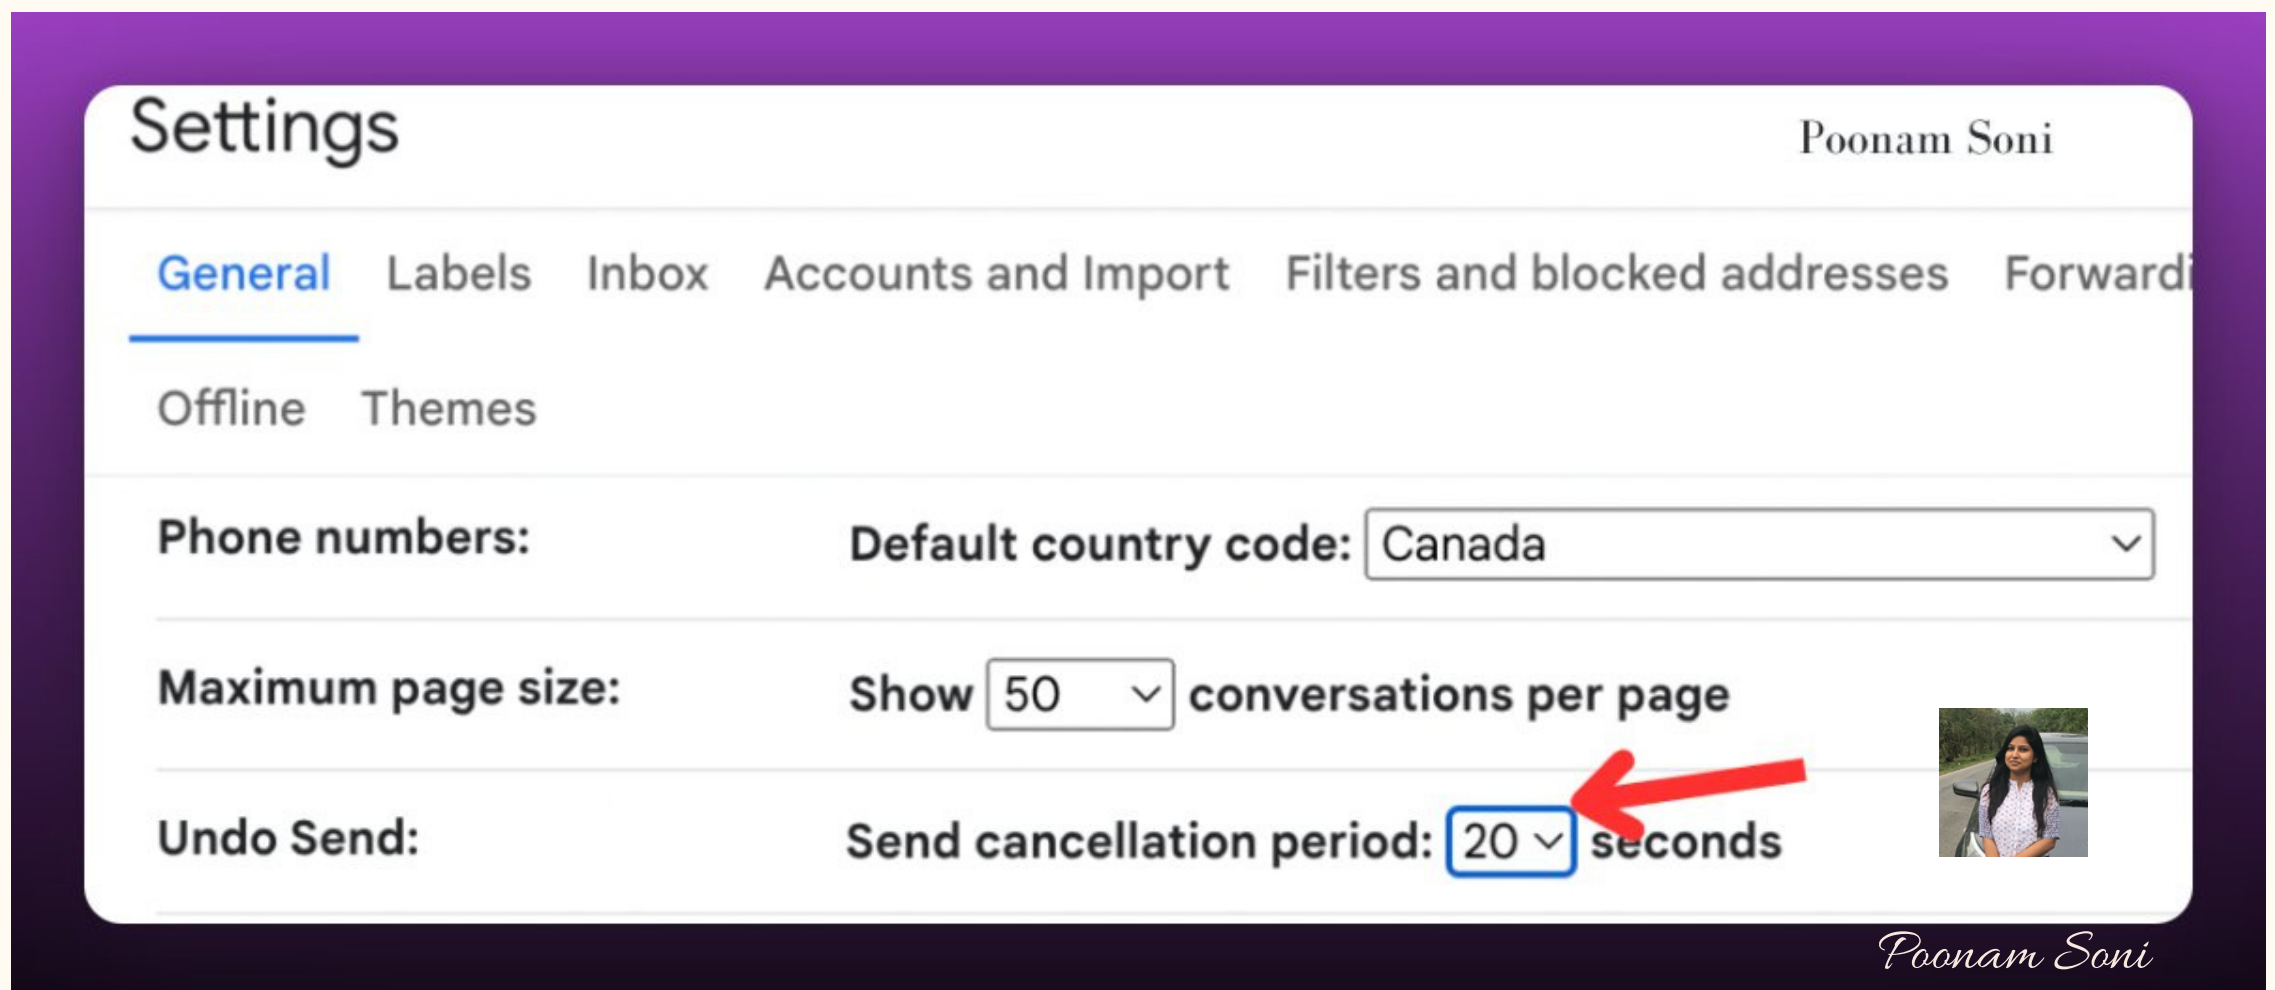 Settings
Poonam Soni
General Labels Inbox Accounts and Import Filters and blocked addresses Forwardi
Offline Themes
Phone numbers: Default country code: Canada
Maximum page size: Show 50 conversations per page
Undo Send: Send cancellation period: 20 seconds
Poonam Soni